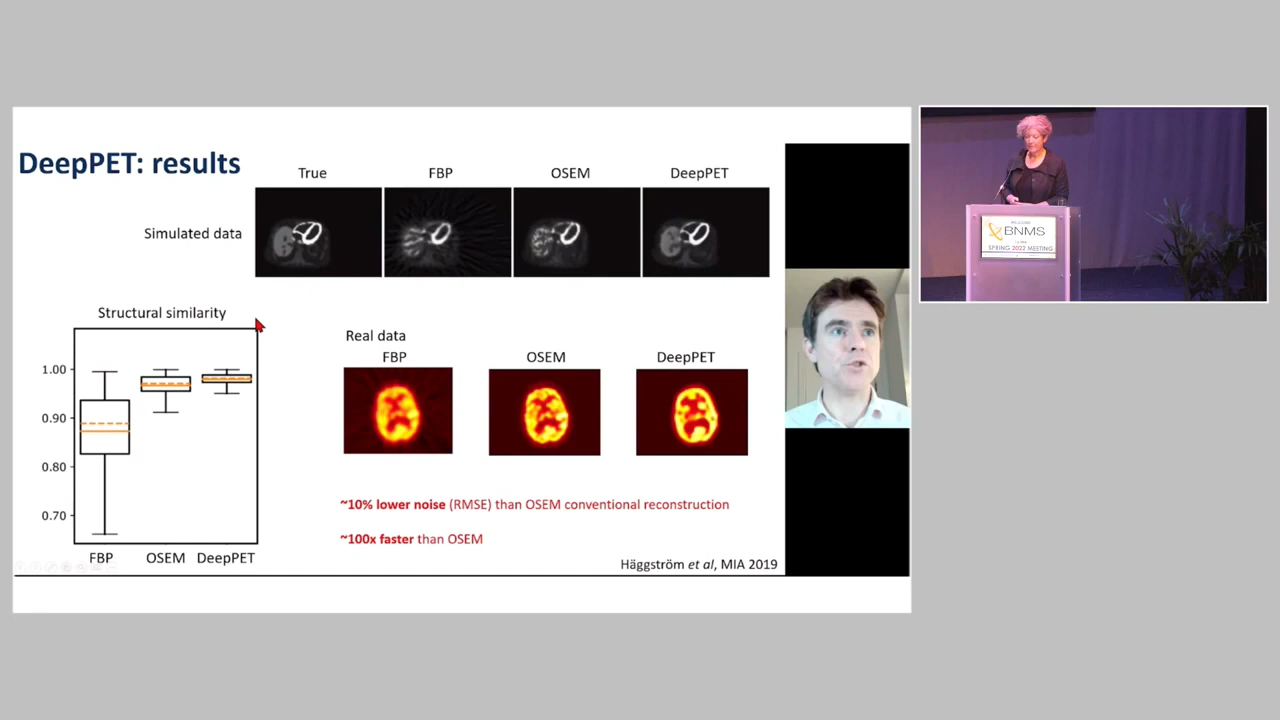 DeepPET: results
True
FBP
OSEM
DeepPET
Simulated data
Structural similarity
1.00
0.90
0.80
0.70
FBP
OSEM
DeepPET
Real data
FBP
OSEM
DeepPET
~10% lower noise (RMSE) than OSEM conventional reconstruction
~100x faster than OSEM
Häggström et al, MIA 2019
BNMS
SPRING 2022 MEETING